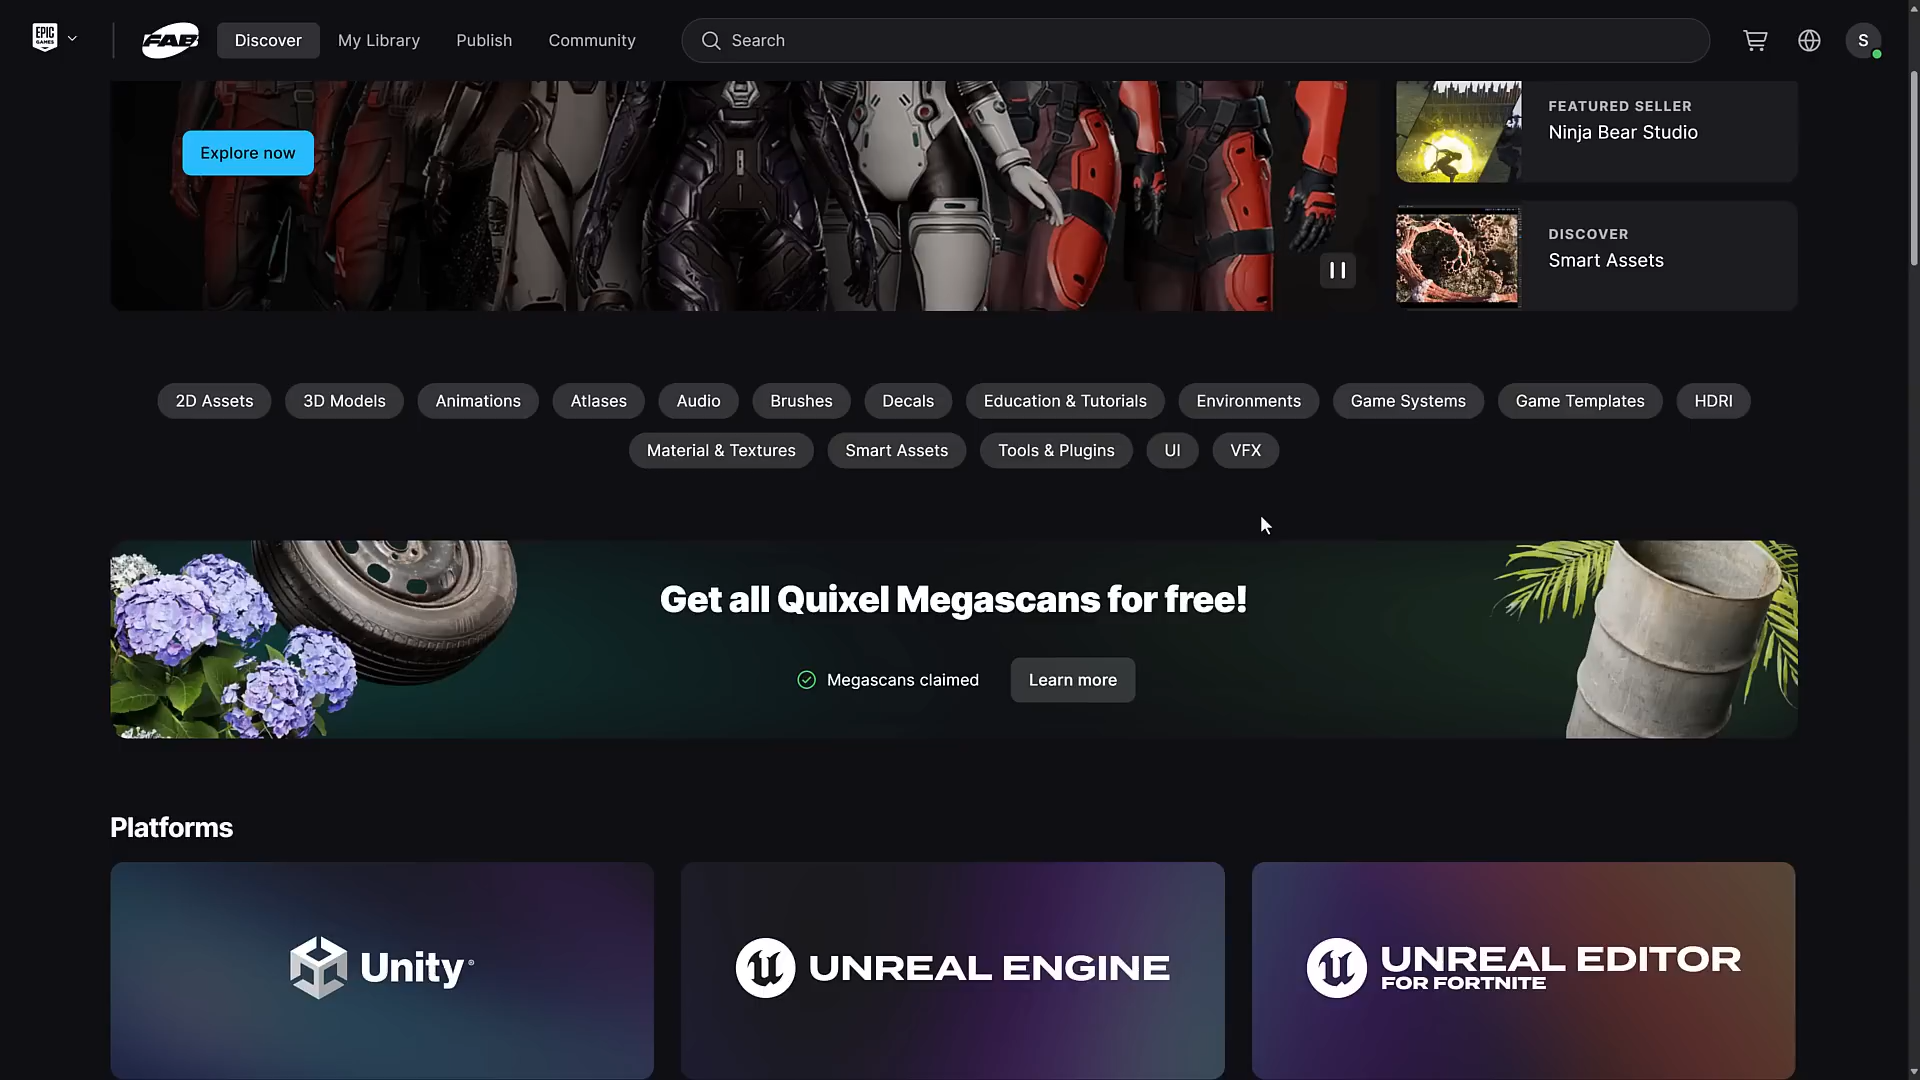 EPIC GAMES
FAB
Discover
My Library
Publish
Community
Search
S
Explore now
FEATURED SELLER
Ninja Bear Studio
DISCOVER
Smart Assets
2D Assets
3D Models
Animations
Atlases
Audio
Brushes
Decals
Education & Tutorials
Environments
Game Systems
Game Templates
HDRI
Material & Textures
Smart Assets
Tools & Plugins
UI
VFX
Get all Quixel Megascans for free!
Megascans claimed
Learn more
Platforms
Unity®
UNREAL ENGINE
UNREAL EDITOR
FOR FORTNITE